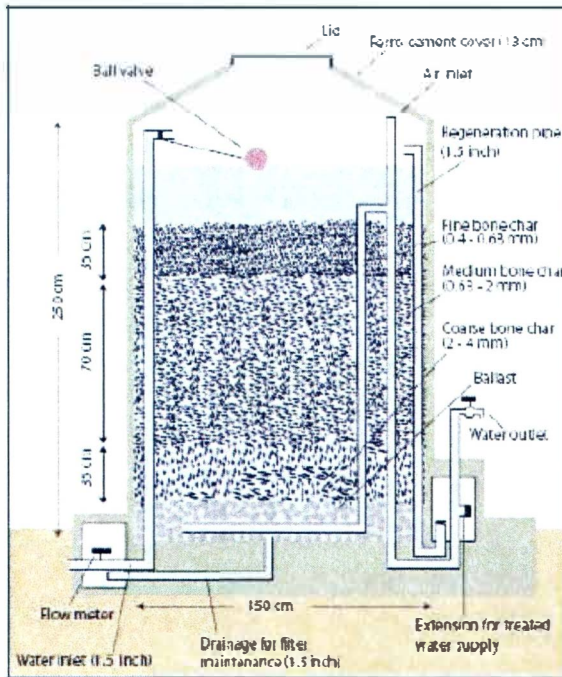 Lid
Ferro-cement cover (13 cm)
Ball valve
Air inlet
Regeneration pipe
(1.5 inch)
Fine bone char
(0.4 - 0.63 mm)
Medium bone char
(0.63 - 2 mm)
Coarse bone char
(2 - 4 mm)
Ballast
Water outlet
35 cm
250 cm
70 cm
35 cm
Flow meter
150 cm
Water inlet (1.5 inch)
Drainage for filter
maintenance (1.5 inch)
Extension for treated
water supply